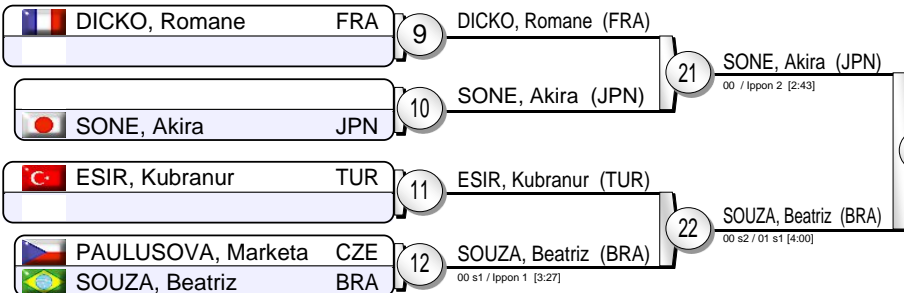 DICKO, Romane FRA
9
DICKO, Romane (FRA)
21
SONE, Akira (JPN)
00 / Ippon 2 [2:43]
10
SONE, Akira (JPN)
SONE, Akira JPN
ESIR, Kubranur TUR
11
ESIR, Kubranur (TUR)
22
SOUZA, Beatriz (BRA)
00 s2 / 01 s1 [4:00]
PAULUSOVA, Marketa CZE
12
SOUZA, Beatriz (BRA)
00 s1 / Ippon 1 [3:27]
SOUZA, Beatriz BRA